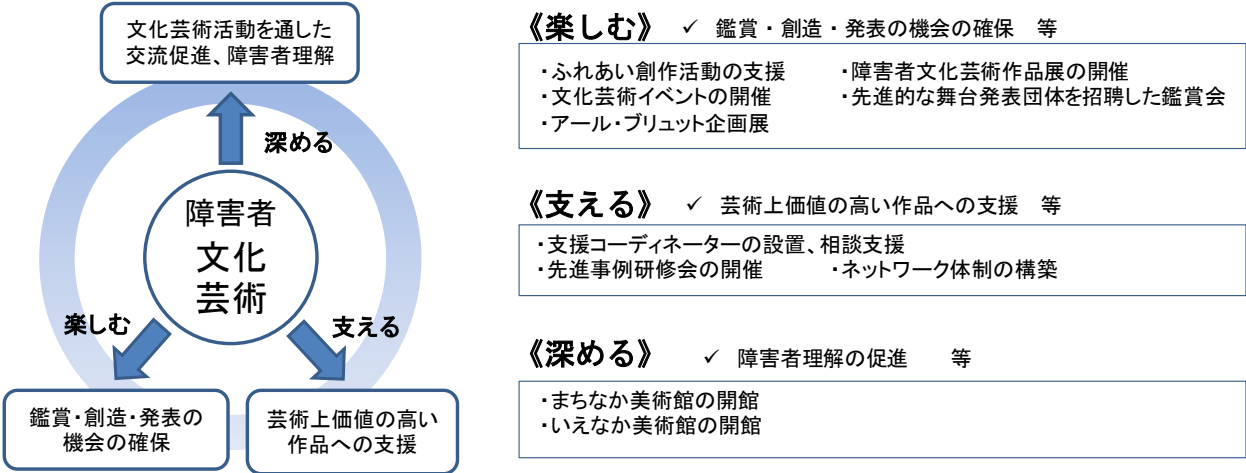 文化芸術活動を通した
交流促進、障害者理解
深める
障害者
文化
芸術
楽しむ
支える
鑑賞・創造・発表の
機会の確保
芸術上価値の高い
作品への支援
《楽しむ》 ✓ 鑑賞・創造・発表の機会の確保 等
・ふれあい創作活動の支援 ・障害者文化芸術作品展の開催
・文化芸術イベントの開催 ・先進的な舞台発表団体を招聘した鑑賞会
・アール・ブリュット企画展
《支える》 ✓ 芸術上価値の高い作品への支援 等
・支援コーディネーターの設置、相談支援
・先進事例研修会の開催 ・ネットワーク体制の構築
《深める》 ✓ 障害者理解の促進 等
・まちなか美術館の開館
・いえなか美術館の開館